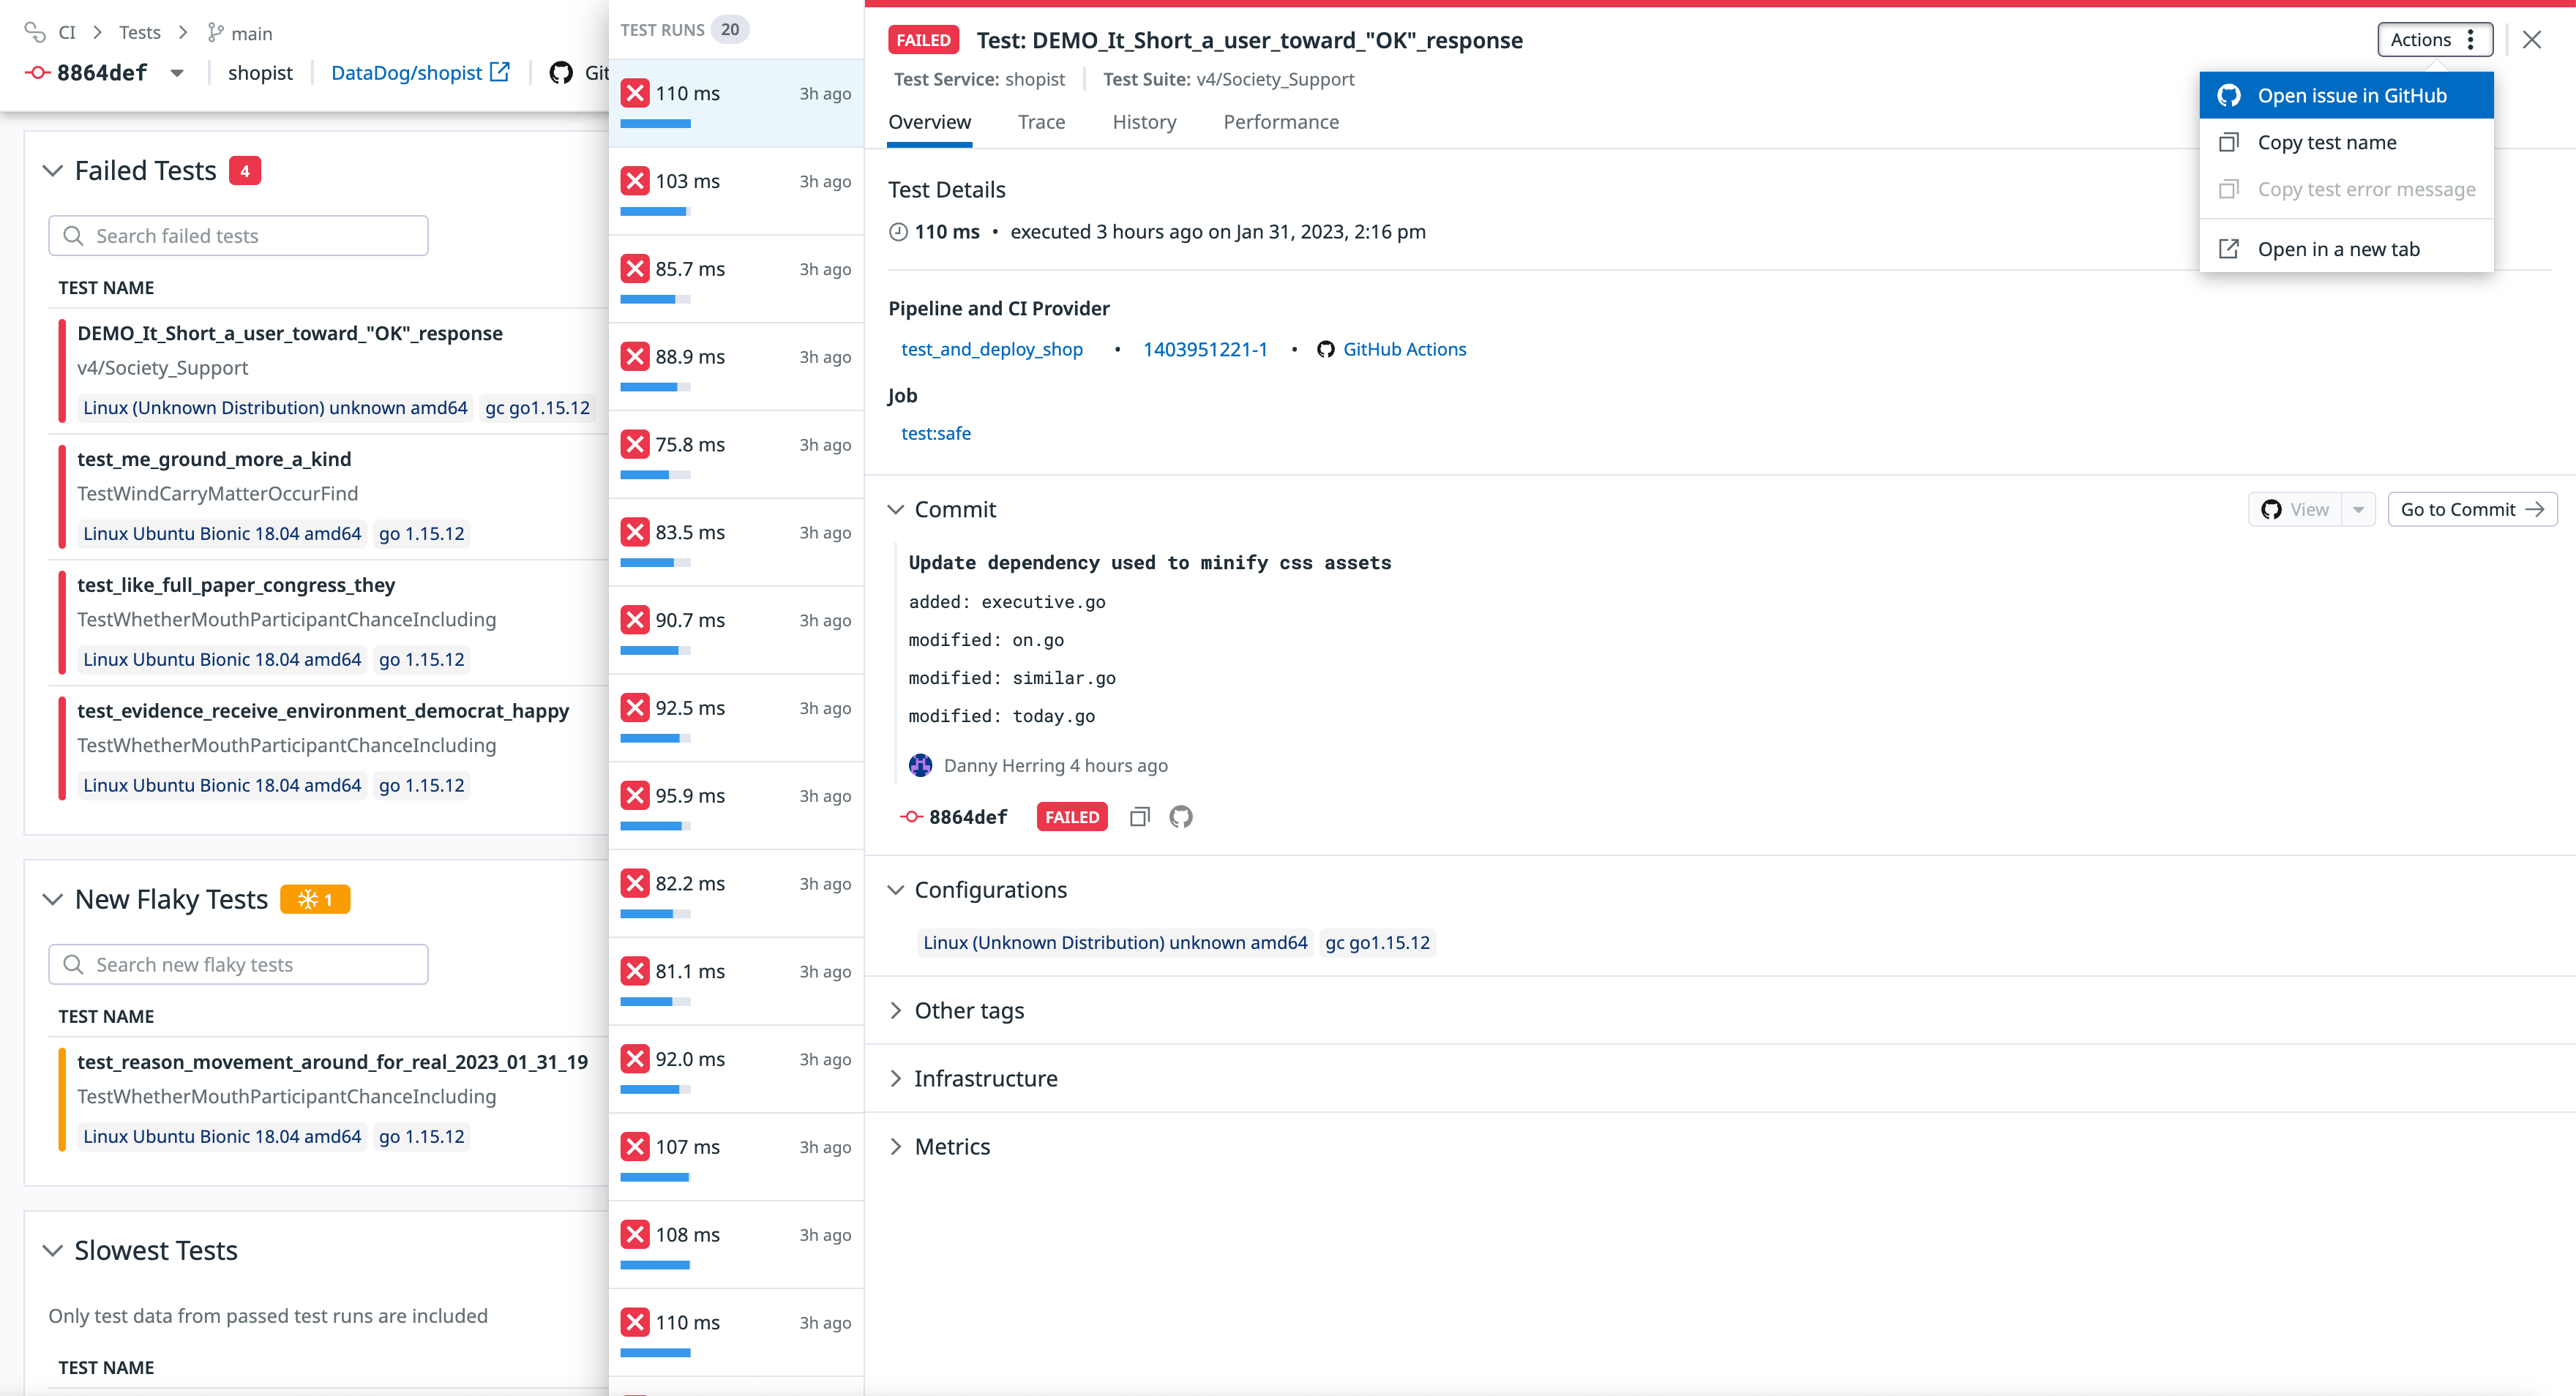 CI > Tests > main
8864def
shopist
DataDog/shopist
Failed Tests 4
Search failed tests
TEST NAME
DEMO_It_Short_a_user_toward_"OK"_response
v4/Society_Support
Linux (Unknown Distribution) unknown amd64 gc go1.15.12
test_me_ground_more_a_kind
TestWindCarryMatterOccurFind
Linux Ubuntu Bionic 18.04 amd64 go 1.15.12
test_like_full_paper_congress_they
TestWhetherMouthParticipantChanceIncluding
Linux Ubuntu Bionic 18.04 amd64 go 1.15.12
test_evidence_receive_environment_democrat_happy
TestWhetherMouthParticipantChanceIncluding
Linux Ubuntu Bionic 18.04 amd64 go 1.15.12
New Flaky Tests 1
Search new flaky tests
TEST NAME
test_reason_movement_around_for_real_2023_01_31_19
TestWhetherMouthParticipantChanceIncluding
Linux Ubuntu Bionic 18.04 amd64 go 1.15.12
Slowest Tests
Only test data from passed test runs are included
TEST NAME
TEST RUNS 20
110 ms 3h ago
103 ms 3h ago
85.7 ms 3h ago
88.9 ms 3h ago
75.8 ms 3h ago
83.5 ms 3h ago
90.7 ms 3h ago
92.5 ms 3h ago
95.9 ms 3h ago
82.2 ms 3h ago
81.1 ms 3h ago
92.0 ms 3h ago
107 ms 3h ago
108 ms 3h ago
110 ms 3h ago
FAILED Test: DEMO_It_Short_a_user_toward_"OK"_response
Test Service: shopist Test Suite: v4/Society_Support
Overview Trace History Performance
Actions
Open issue in GitHub
Copy test name
Copy test error message
Open in a new tab
Test Details
110 ms • executed 3 hours ago on Jan 31, 2023, 2:16 pm
Pipeline and CI Provider
test_and_deploy_shop • 1403951221-1 • GitHub Actions
Job
test:safe
Commit
View
Go to Commit
Update dependency used to minify css assets
added: executive.go
modified: on.go
modified: similar.go
modified: today.go
Danny Herring 4 hours ago
8864def FAILED
Configurations
Linux (Unknown Distribution) unknown amd64 gc go1.15.12
Other tags
Infrastructure
Metrics